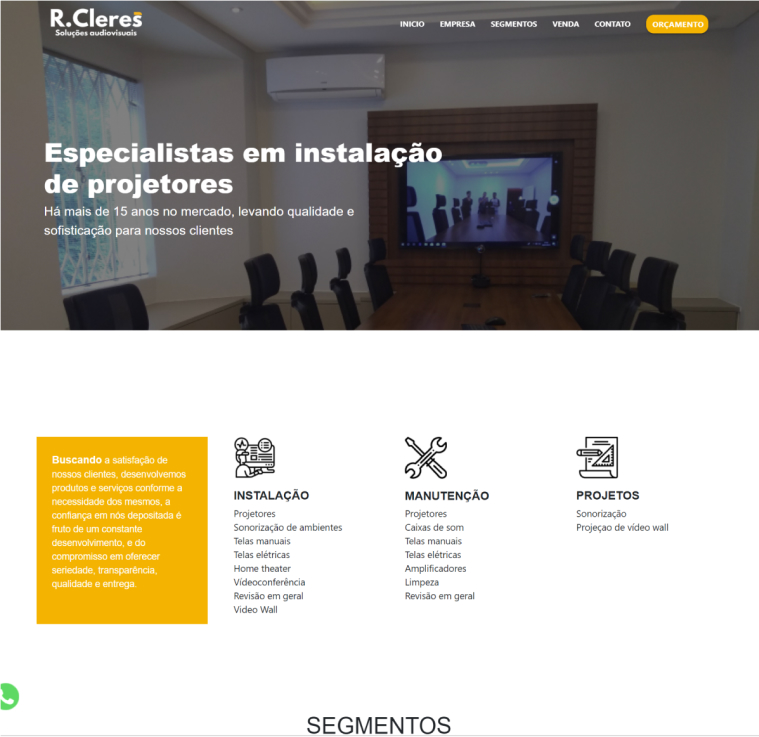 R.Cleres
Soluções audiovisuais
INICIO EMPRESA SEGMENTOS VENDA CONTATO ORÇAMENTO
Especialistas em instalação
de projetores
Há mais de 15 anos no mercado, levando qualidade e
sofisticação para nossos clientes
Buscando a satisfação de
nossos clientes, desenvolvemos
produtos e serviços conforme a
necessidade dos mesmos, a
confiança em nós depositada é
fruto de um constante
desenvolvimento, e do
compromisso em oferecer
seriedade, transparência,
qualidade e entrega.
INSTALAÇÃO
Projetores
Sonorização de ambientes
Telas manuais
Telas elétricas
Home theater
Vídeoconferência
Revisão em geral
Video Wall
MANUTENÇÃO
Projetores
Caixas de som
Telas manuais
Telas elétricas
Amplificadores
Limpeza
Revisão em geral
PROJETOS
Sonorização
Projeçao de vídeo wall
SEGMENTOS